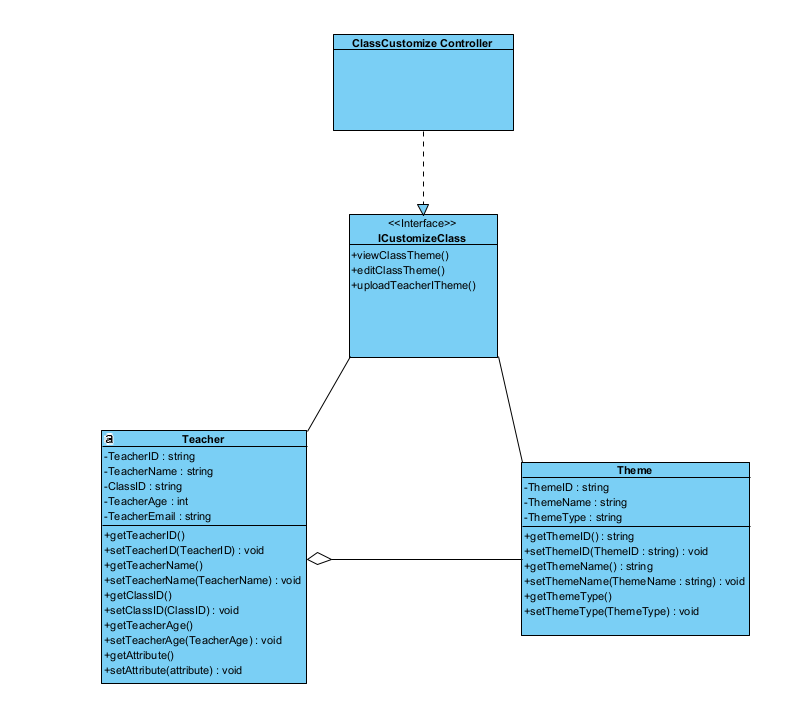 ClassCustomize Controller
<<Interface>>
ICustomizeClass
+viewClassTheme()
+editClassTheme()
+uploadTeacherITheme()
a
Teacher
-TeacherID : string
-TeacherName : string
-ClassID : string
-TeacherAge : int
-TeacherEmail : string
+getTeacherID()
+setTeacherID(TeacherID) : void
+getTeacherName()
+setTeacherName(TeacherName) : void
+getClassID()
+setClassID(ClassID) : void
+getTeacherAge()
+setTeacherAge(TeacherAge) : void
+getAttribute()
+setAttribute(attribute) : void
Theme
-ThemeID : string
-ThemeName : string
-ThemeType : string
+getThemeID() : string
+setThemeID(ThemeID : string) : void
+getThemeName() : string
+setThemeName(ThemeName : string) : void
+getThemeType()
+setThemeType(ThemeType) : void